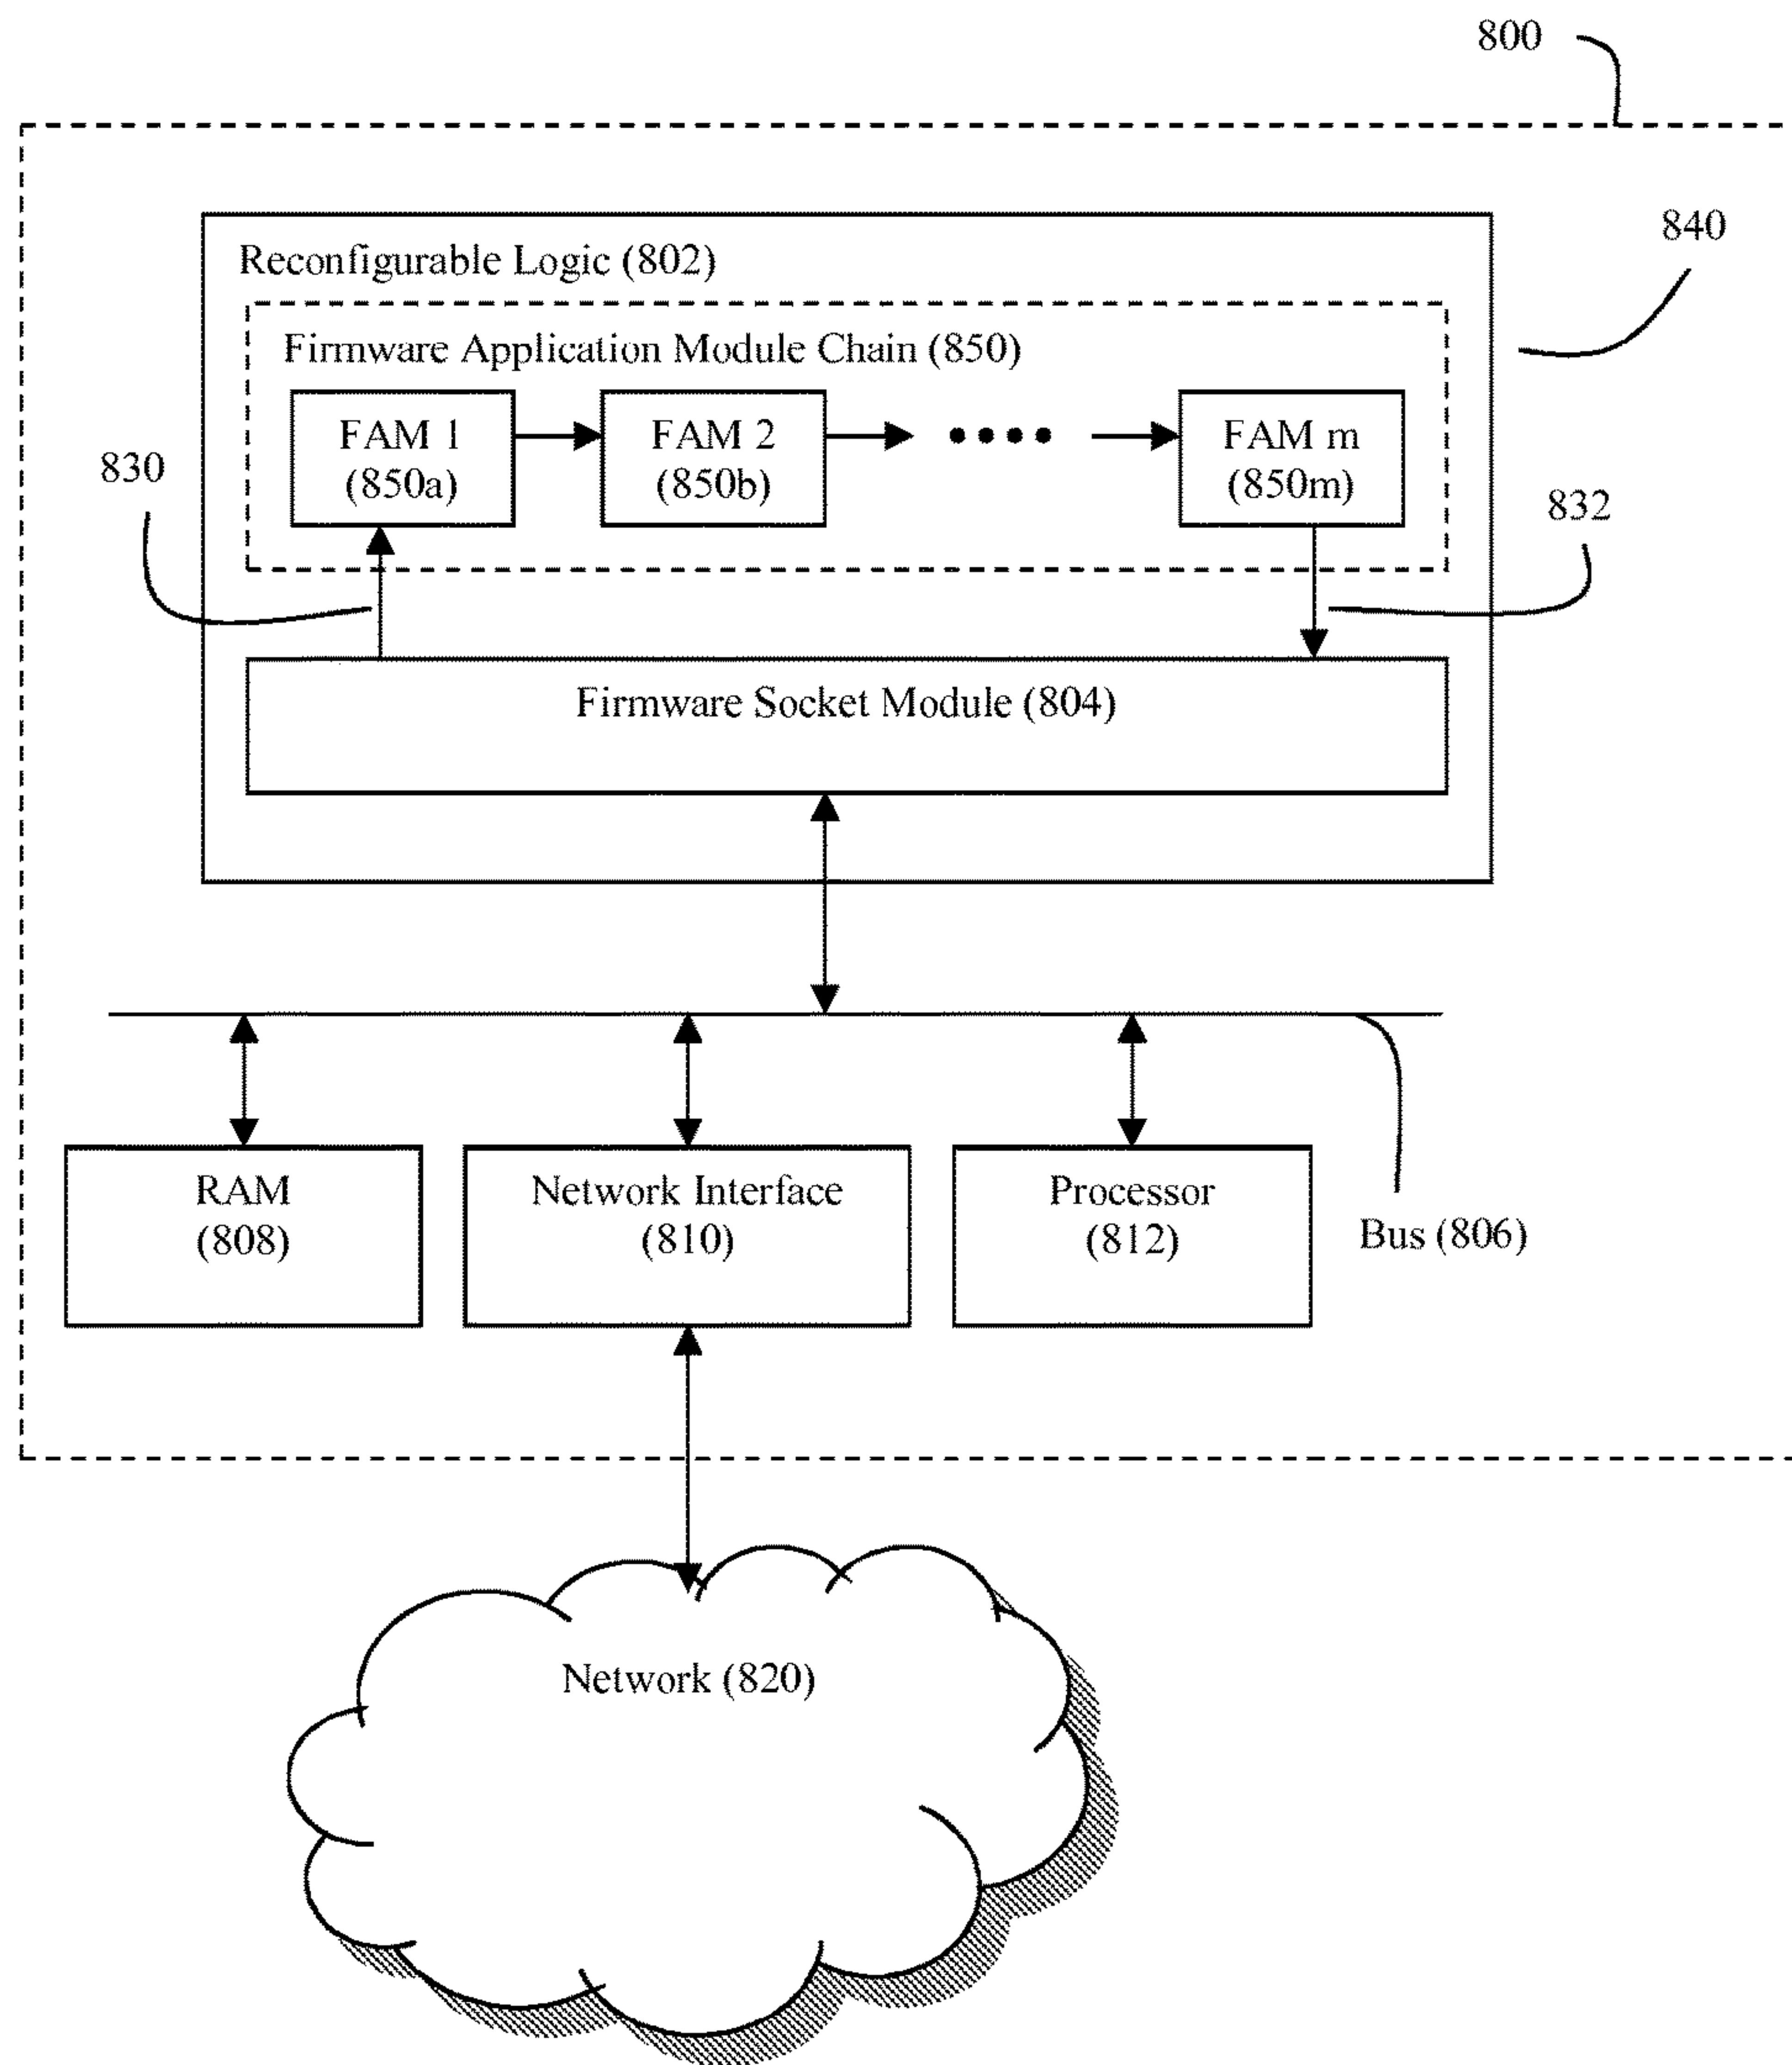 800
840
Reconfigurable Logic (802)
Firmware Application Module Chain (850)
FAM 1
(850a)
FAM 2
(850b)
FAM m
(850m)
830
832
Firmware Socket Module (804)
RAM
(808)
Network Interface
(810)
Processor
(812)
Bus (806)
Network (820)